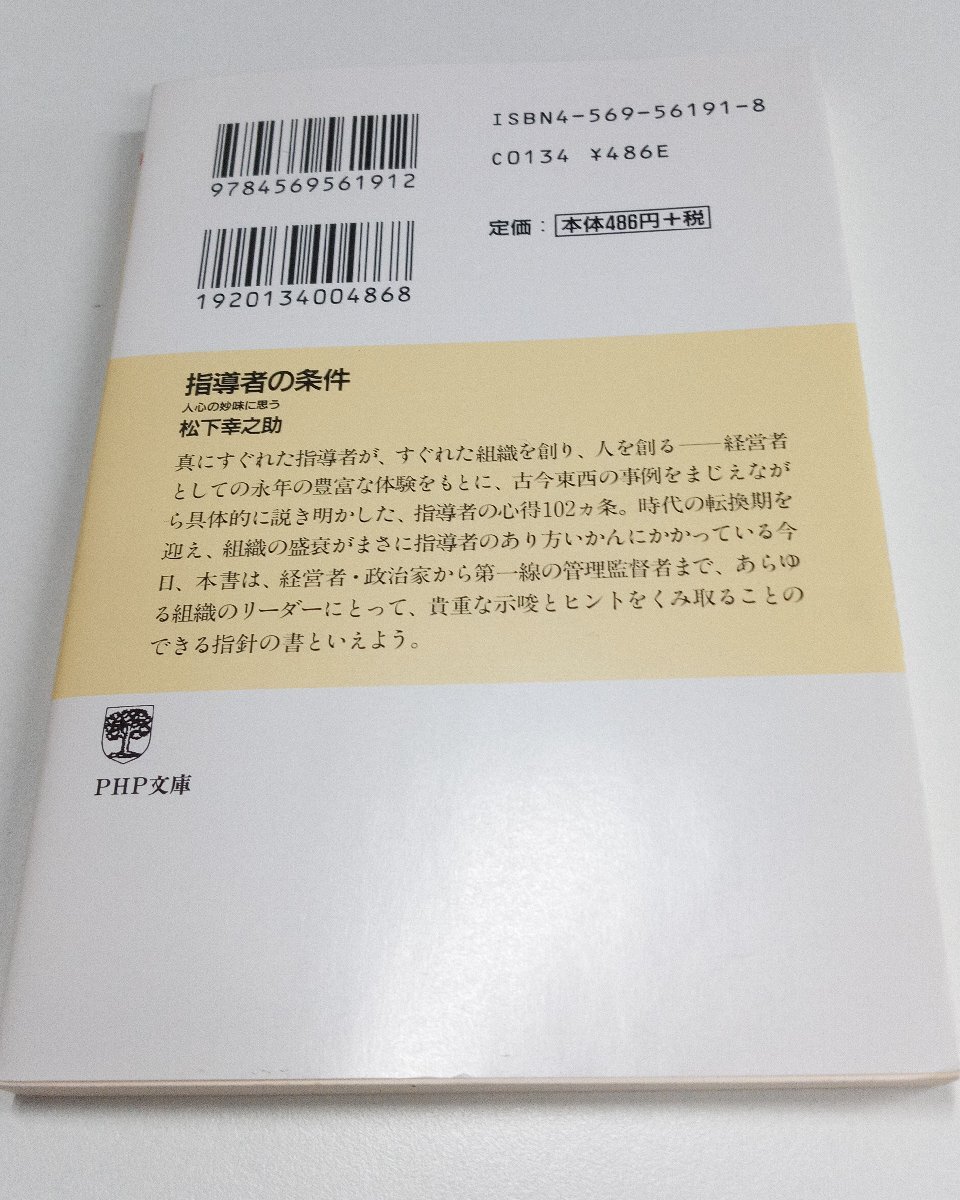 9784569561912
1920134004868
ISBN4-569-56191-8
C0134 ¥486E
定価：本体486円＋税
指導者の条件
人心の妙味に思う
松下幸之助
真にすぐれた指導者が、すぐれた組織を創り、人を創る――経営者
としての永年の豊富な体験をもとに、古今東西の事例をまじえなが
ら具体的に説き明かした、指導者の心得102ヵ条。時代の転換期を
迎え、組織の盛衰がまさに指導者のあり方いかんにかかっている今
日、本書は、経営者・政治家から第一線の管理監督者まで、あらゆ
る組織のリーダーにとって、貴重な示唆とヒントをくみ取ることの
できる指針の書といえよう。
PHP文庫